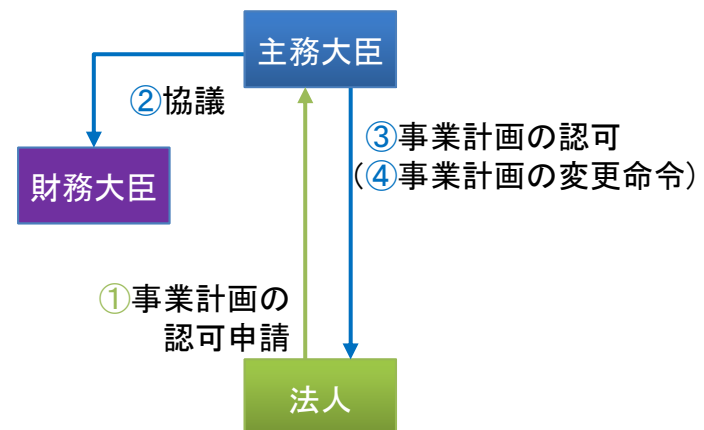 主務大臣
②協議
③事業計画の認可
(④事業計画の変更命令)
財務大臣
①事業計画の
認可申請
法人